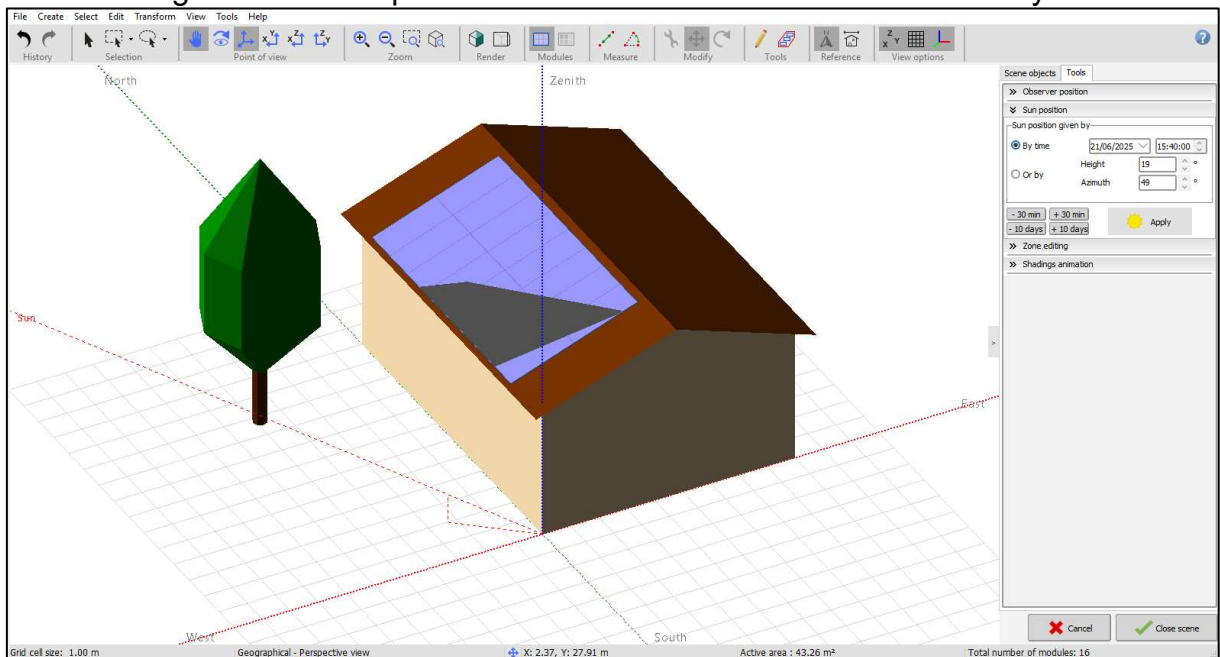 File Create Select Edit Transform View Tools Help
History Selection Point of view Zoom Render Modules Measure Modify Tools Reference View options
North
Zenith
Sun
East
West
South
Scene objects Tools
Observer position
Sun position
Sun position given by
By time 21/06/2025 15:40:00
Height 19 °
Or by
Azimuth 49 °
- 30 min + 30 min
- 10 days + 10 days
Apply
Zone editing
Shadings animation
Cancel Close scene
Grid cell size: 1.00 m Geographical - Perspective view X: 2.37, Y: 27.91 m Active area : 43.26 m² Total number of modules: 16